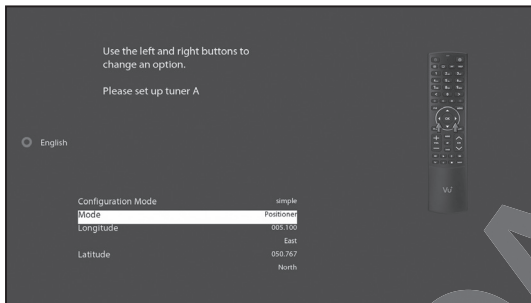 Use the left and right buttons to
change an option.
Please set up tuner A
English
Configuration Mode simple
Mode Positioner
Longitude 005.100
East
Latitude 050.767
North